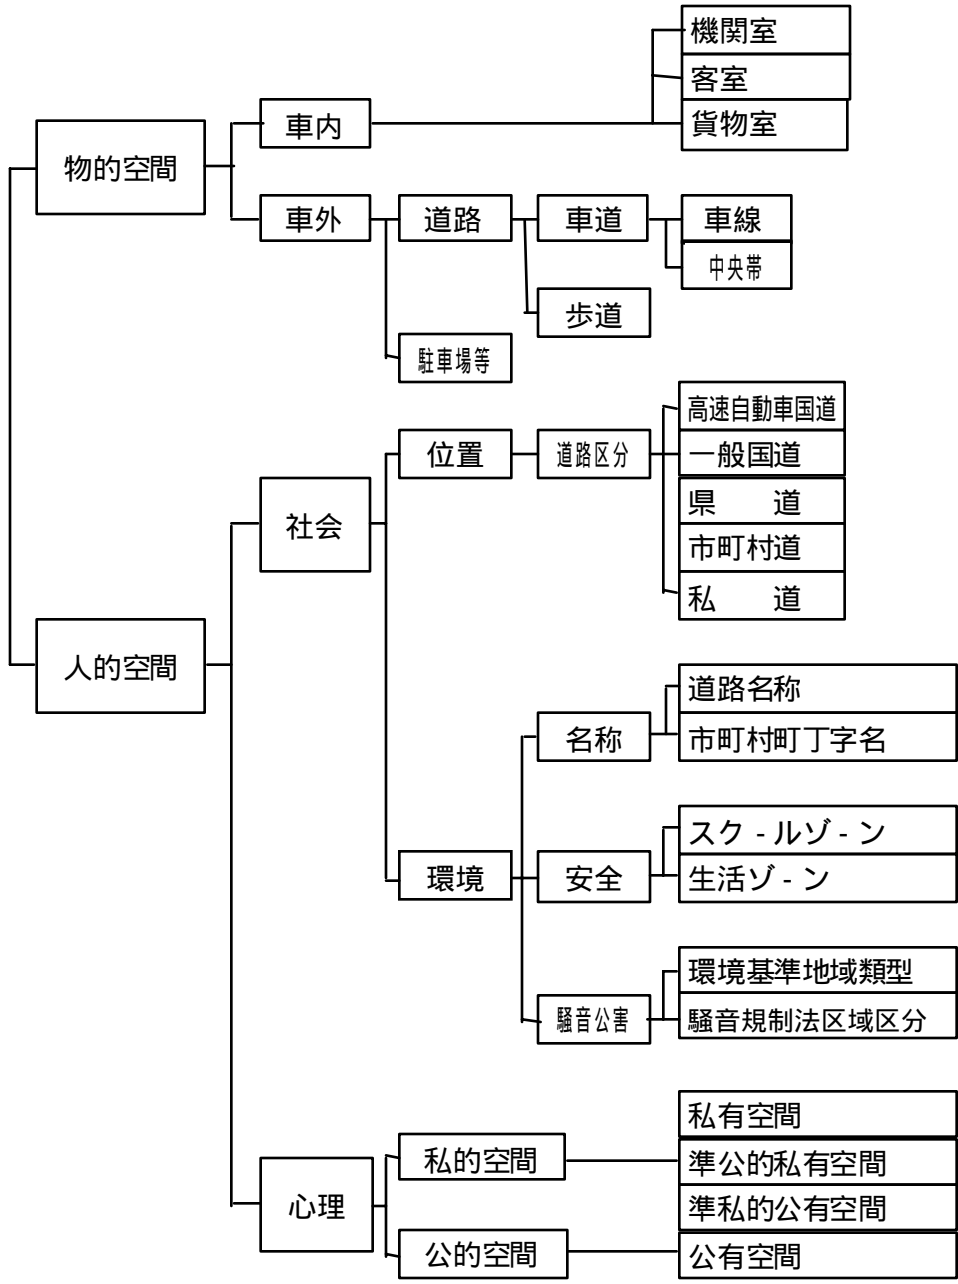 機関室
客室
貨物室
車内
物的空間
車外
道路
車道
車線
中央帯
歩道
駐車場等
高速自動車国道
位置
道路区分
一般国道
県　　道
社会
市町村道
私　　道
人的空間
道路名称
名称
市町村町丁字名
スク-ルゾ-ン
環境
安全
生活ゾ-ン
環境基準地域類型
騒音公害
騒音規制法区域区分
私有空間
私的空間
準公的私有空間
心理
準私的公有空間
公的空間
公有空間